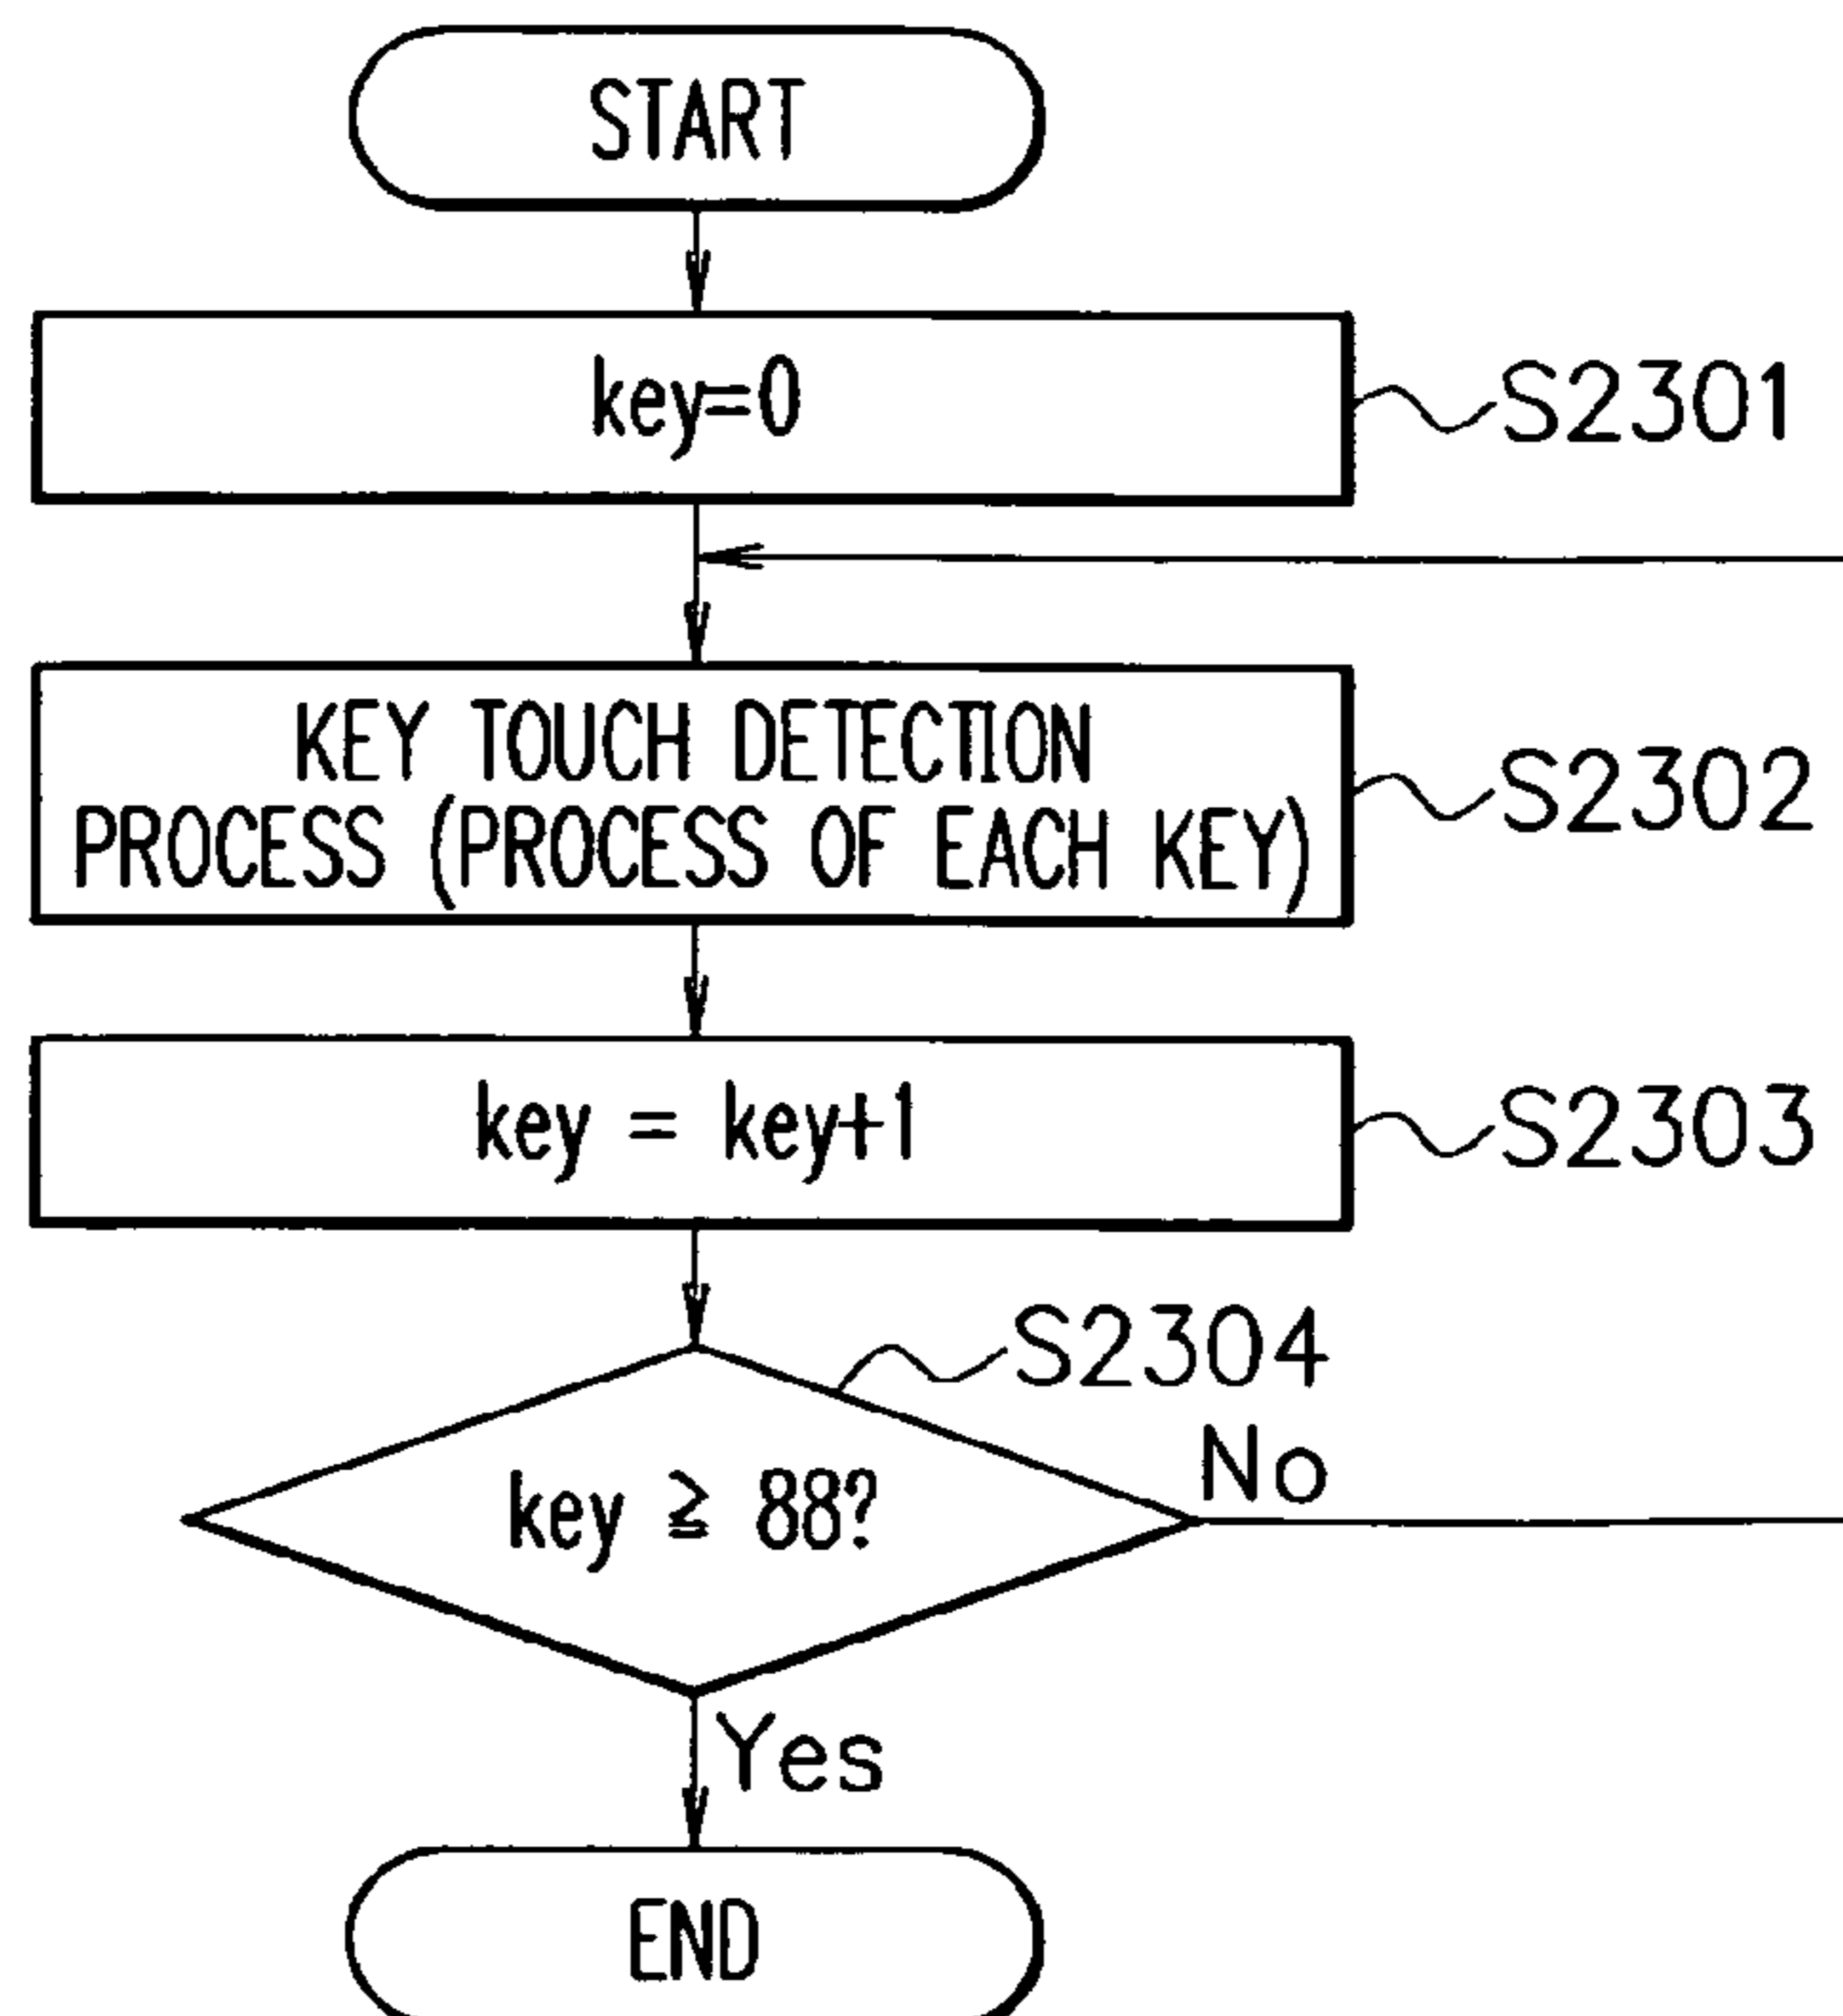 START
key=0
S2301
KEY TOUCH DETECTION
PROCESS (PROCESS OF EACH KEY)
S2302
key = key+1
S2303
S2304
key ≧ 88?
No
Yes
END